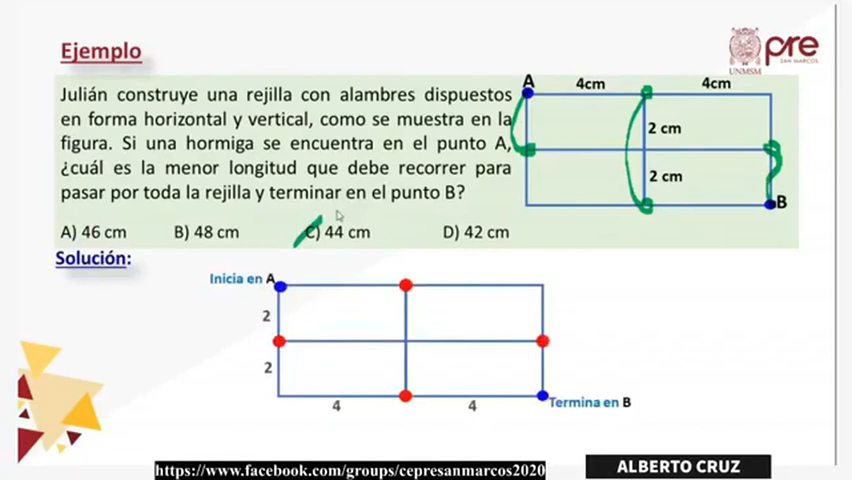 Ejemplo
UNMSM
pre
SAN MARCOS
Julián construye una rejilla con alambres dispuestos
en forma horizontal y vertical, como se muestra en la
figura. Si una hormiga se encuentra en el punto A,
¿cuál es la menor longitud que debe recorrer para
pasar por toda la rejilla y terminar en el punto B?
A
4cm
4cm
2 cm
2 cm
B
A) 46 cm
B) 48 cm
C) 44 cm
D) 42 cm
Solución:
Inicia en A
2
2
4
4
Termina en B
https://www.facebook.com/groups/cepresanmarcos2020
ALBERTO CRUZ